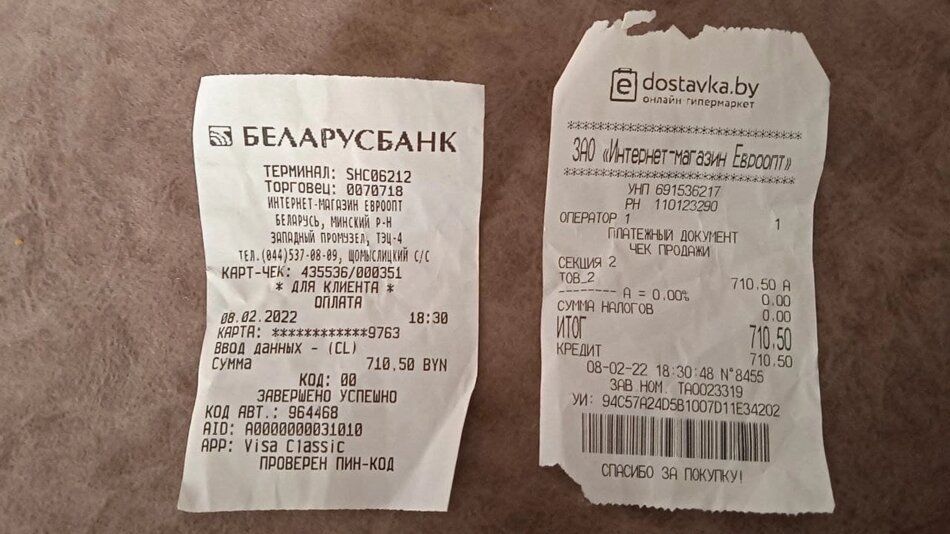 БЕЛАРУСБАНК
ТЕРМИНАЛ: SHC06212
Торговец: 0070718
ИНТЕРНЕТ-МАГАЗИН ЕВРООПТ
БЕЛАРУСЬ, МИНСКИЙ Р-Н
ЗАПАДНЫЙ ПРОМУЗЕЛ, ТЭЦ-4
ТЕЛ.(044)537-08-09, ЩОМЫСЛИЦКИЙ С/С
КАРТ-ЧЕК: 435536/000351
* ДЛЯ КЛИЕНТА *
ОПЛАТА
08.02.2022 18:30
КАРТА: ************9763
Ввод данных - (CL)
Сумма 710,50 BYN
КОД: 00
ЗАВЕРШЕНО УСПЕШНО
КОД АВТ.: 964468
AID: A0000000031010
APP: Visa Classic
ПРОВЕРЕН ПИН-КОД
e dostavka.by
онлайн гипермаркет
********************************
ЗАО «Интернет-магазин Евроопт»
********************************
УНП 691536217
РН 110123290
ОПЕРАТОР 1 1
ПЛАТЕЖНЫЙ ДОКУМЕНТ
ЧЕК ПРОДАЖИ
СЕКЦИЯ 2
ТОВ_2 710.50 А
-------- А = 0.00% 0.00
СУММА НАЛОГОВ 0.00
ИТОГ 710,50
КРЕДИТ 710.50
08-02-22 18:30:48 N°8455
ЗАВ НОМ. ТА0023319
УИ: 94C57A24D5B1007D11E34202
СПАСИБО ЗА ПОКУПКУ!